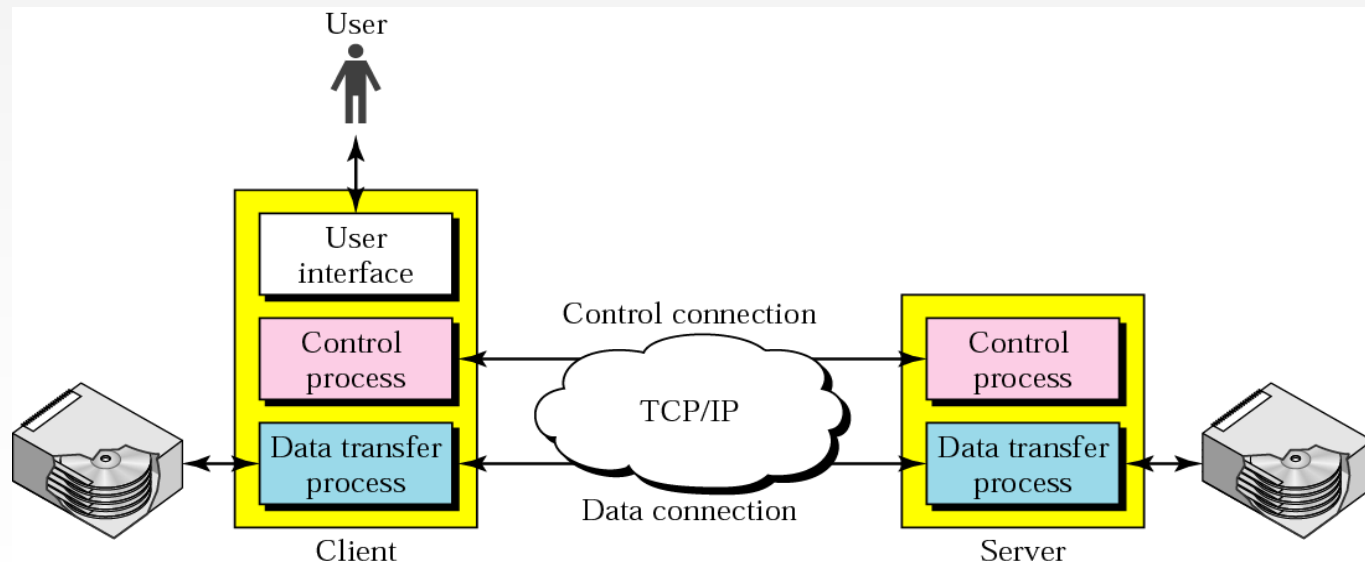 User
User
interface
Control connection
Control
process
Control
process
TCP/IP
Data transfer
process
Data transfer
process
Data connection
Client
Server